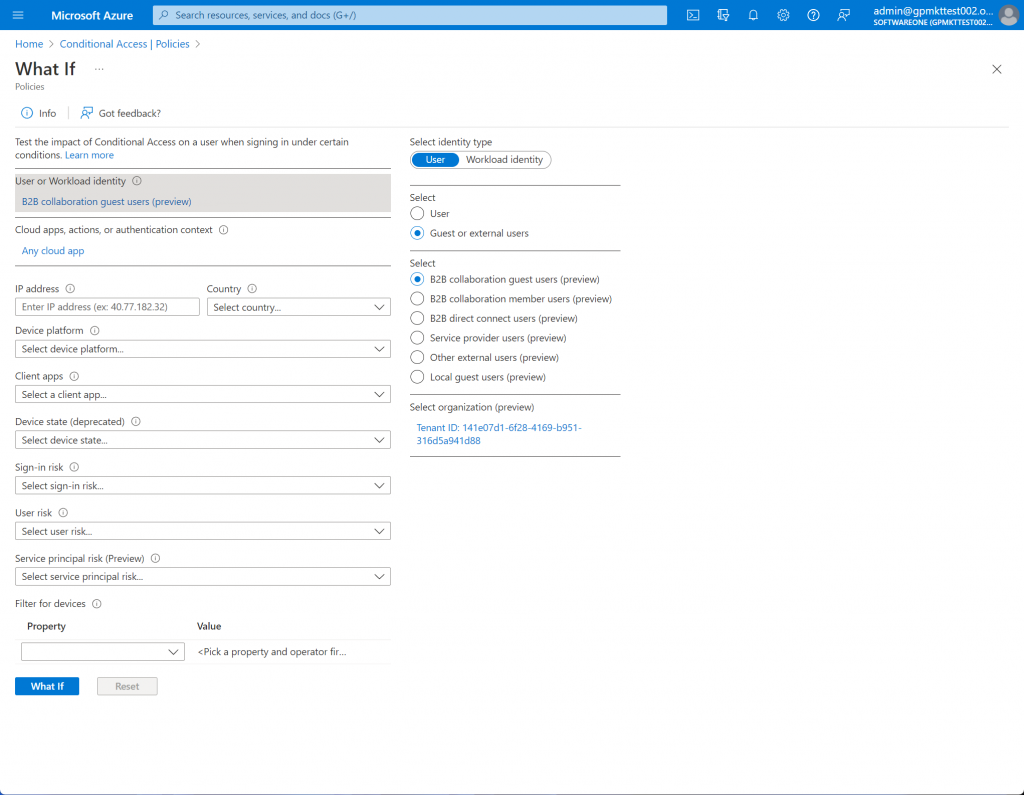 Microsoft Azure
Search resources, services, and docs (G+/)
admin@gpmkttest002.o...
SOFTWAREONE (GPMKTTEST002...
Home > Conditional Access | Policies >
What If ...
Policies
Info
Got feedback?
Test the impact of Conditional Access on a user when signing in under certain
conditions. Learn more
User or Workload identity
B2B collaboration guest users (preview)
Cloud apps, actions, or authentication context
Any cloud app
IP address
Country
Enter IP address (ex: 40.77.182.32)
Select country...
Device platform
Select device platform...
Client apps
Select a client app...
Device state (deprecated)
Select device state...
Sign-in risk
Select sign-in risk...
User risk
Select user risk...
Service principal risk (Preview)
Select service principal risk...
Filter for devices
Property
Value
<Pick a property and operator fir...
What If
Reset
Select identity type
User
Workload identity
Select
User
Guest or external users
Select
B2B collaboration guest users (preview)
B2B collaboration member users (preview)
B2B direct connect users (preview)
Service provider users (preview)
Other external users (preview)
Local guest users (preview)
Select organization (preview)
Tenant ID: 141e07d1-6f28-4169-b951-
316d5a941d88